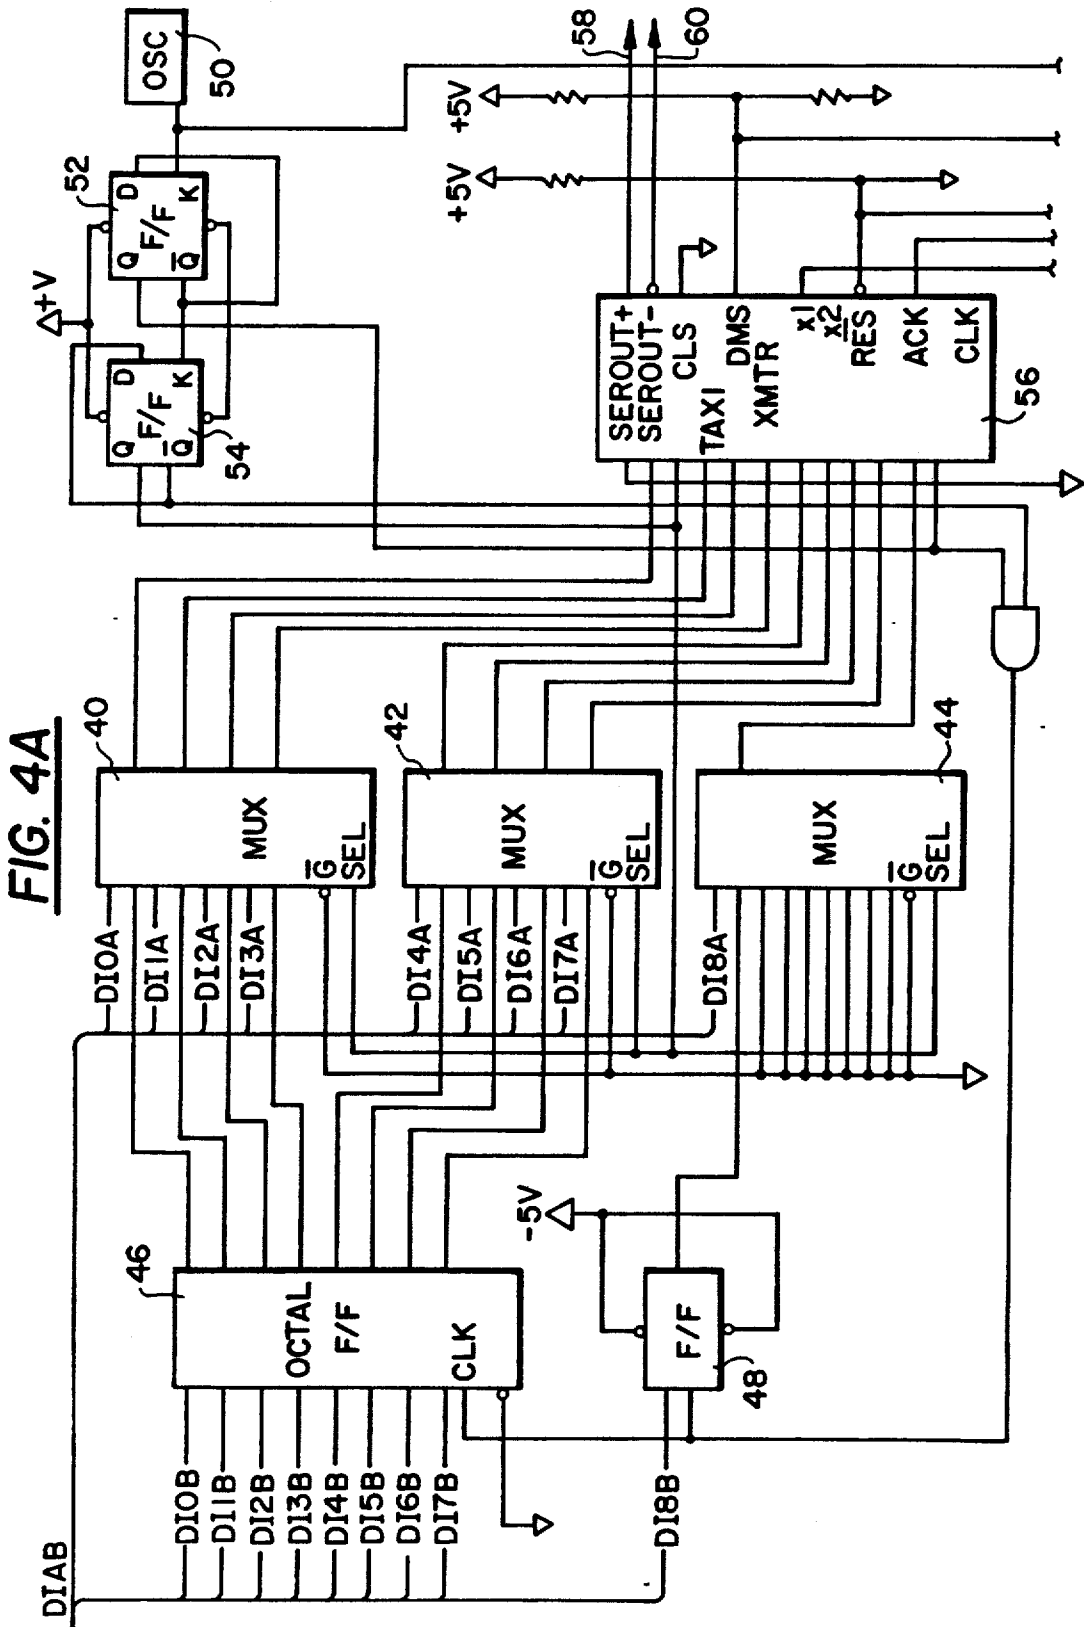 FIG. 4A
DIAB
DI0B
DI1B
DI2B
DI3B
DI4B
DI5B
DI6B
DI7B
DI8B
46
OCTAL
F/F
CLK
-5V
F/F
48
DI0A
DI1A
DI2A
DI3A
DI4A
DI5A
DI6A
DI7A
DI8A
40
MUX
G
SEL
42
MUX
G
SEL
44
MUX
G
SEL
+V
54
Q
D
F/F
Q
K
52
Q
D
F/F
Q
K
OSC
50
SEROUT+
SEROUT-
CLS
TAXI
DMS
XMTR
X1
X2
RES
ACK
CLK
56
+5V
+5V
58
60